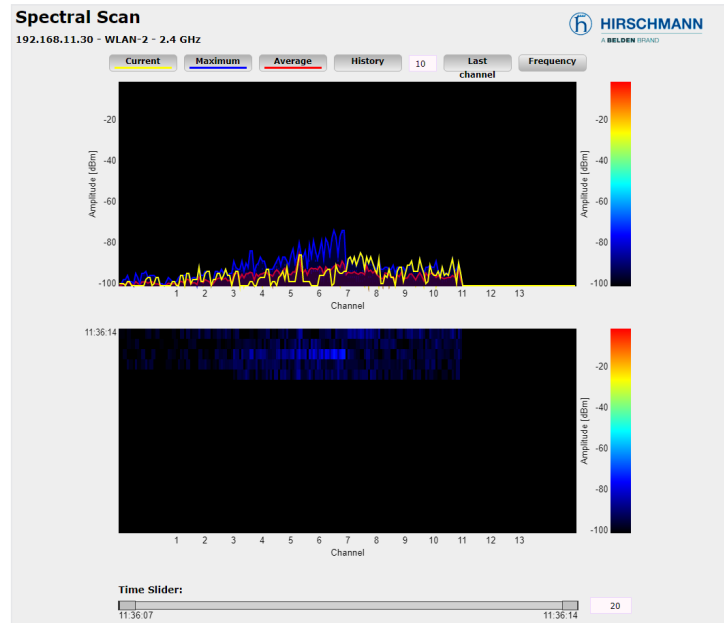 Spectral Scan
192.168.11.30 - WLAN-2 - 2.4 GHz
HIRSCHMANN
A BELDEN BRAND
Current Maximum Average History 10 Last channel Frequency
-20
-40
-60
-80
-100
Amplitude [dBm]
1 2 3 4 5 6 7 8 9 10 11 12 13
Channel
-20
-40
-60
-80
-100
Amplitude [dBm]
11:36:14
1 2 3 4 5 6 7 8 9 10 11 12 13
Channel
-20
-40
-60
-80
-100
Amplitude [dBm]
Time Slider:
20
11:36:07 11:36:14